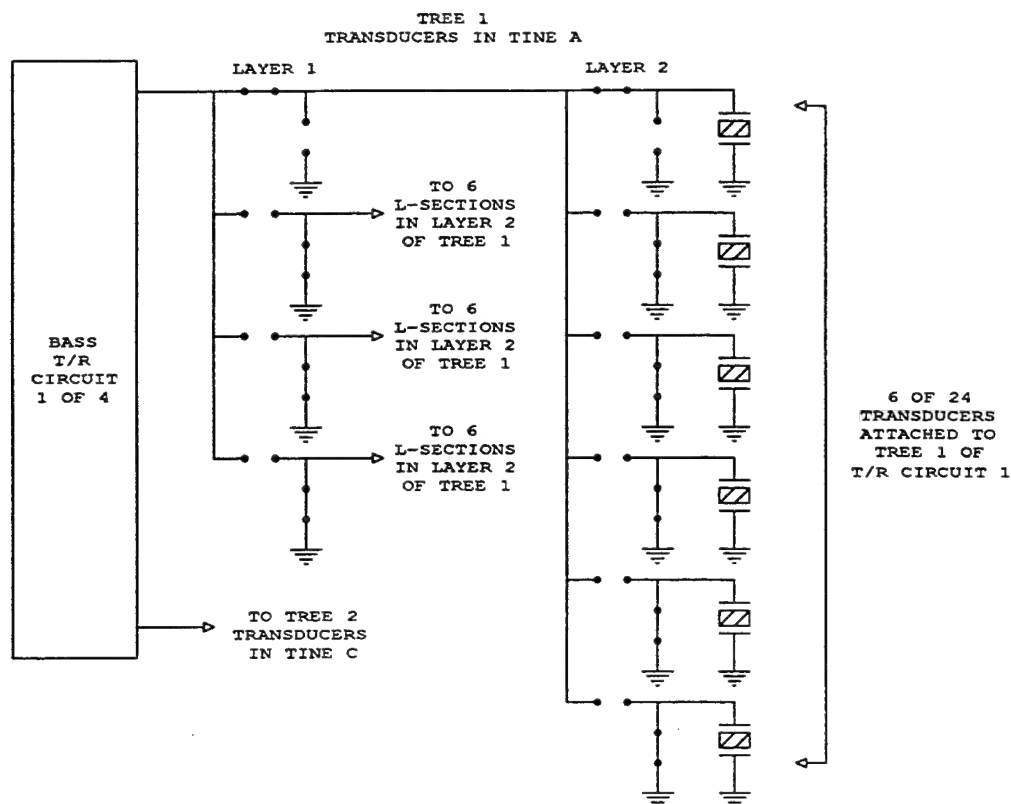 TREE 1
TRANSDUCERS IN TINE A
LAYER 1
LAYER 2
TO 6
L-SECTIONS
IN LAYER 2
OF TREE 1
TO 6
L-SECTIONS
IN LAYER 2
OF TREE 1
TO 6
L-SECTIONS
IN LAYER 2
OF TREE 1
BASS
T/R
CIRCUIT
1 OF 4
6 OF 24
TRANSDUCERS
ATTACHED TO
TREE 1 OF
T/R CIRCUIT 1
TO TREE 2
TRANSDUCERS
IN TINE C